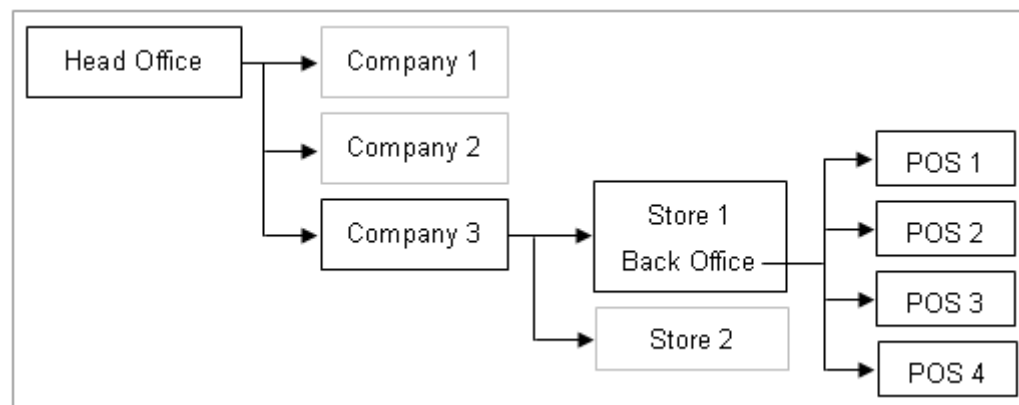 Head Office
Company 1
Company 2
Company 3
Store 1
Back Office
Store 2
POS 1
POS 2
POS 3
POS 4